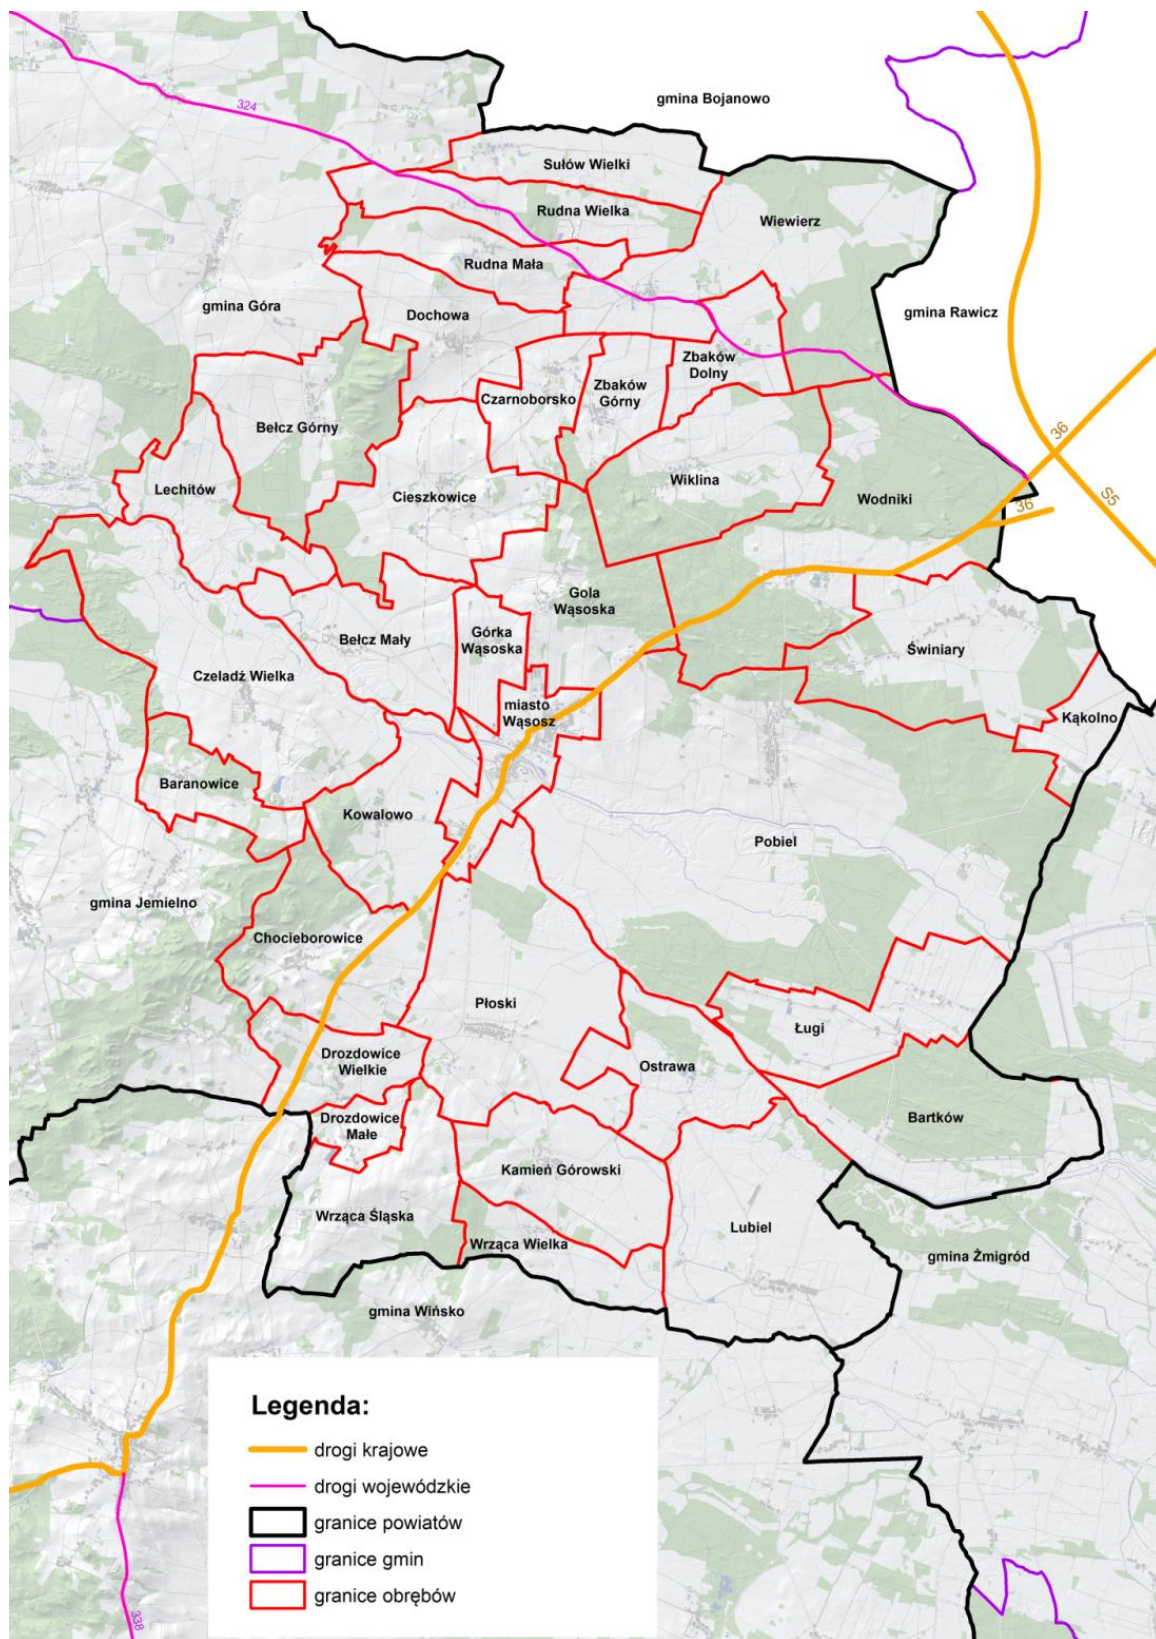 324
gmina Bojanowo
Sułów Wielki
Rudna Wielka
Wiewierz
Rudna Mała
gmina Góra
Dochowa
gmina Rawicz
Zbaków
Dolny
Zbaków
Górny
Czarnoborsko
Bełcz Górny
36
Wiklina
Lechitów
Cieszkowice
Wodniki
S5
36
Gola
Wąsoska
Bełcz Mały
Górka
Wąsoska
Świniary
Czeladź Wielka
miasto
Wąsosz
Kąkolno
Baranowice
Kowalowo
Pobiel
gmina Jemielno
Chocieborowice
Płoski
Ługi
Drozdowice
Wielkie
Ostrawa
Drozdowice
Małe
Bartków
Kamień Górowski
Wrząca Śląska
Lubiel
Wrząca Wielka
gmina Żmigród
gmina Wińsko
Legenda:
drogi krajowe
drogi wojewódzkie
granice powiatów
granice gmin
granice obrębów
338